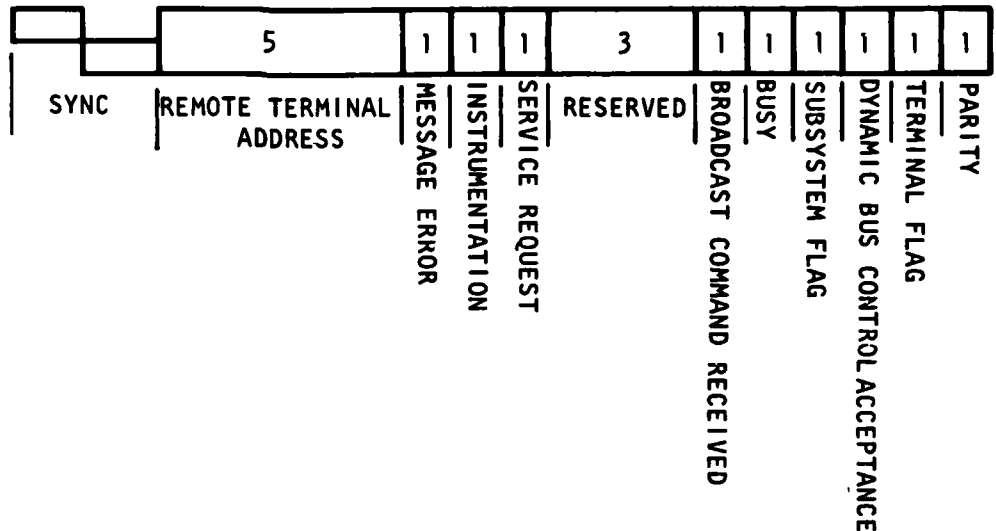 5 1 1 1 3 1 1 1 1 1 1
SYNC
REMOTE TERMINAL
ADDRESS
MESSAGE ERROR
INSTRUMENTATION
SERVICE REQUEST
RESERVED
BROADCAST COMMAND RECEIVED
BUSY
SUBSYSTEM FLAG
DYNAMIC BUS CONTROL ACCEPTANCE
TERMINAL FLAG
PARITY